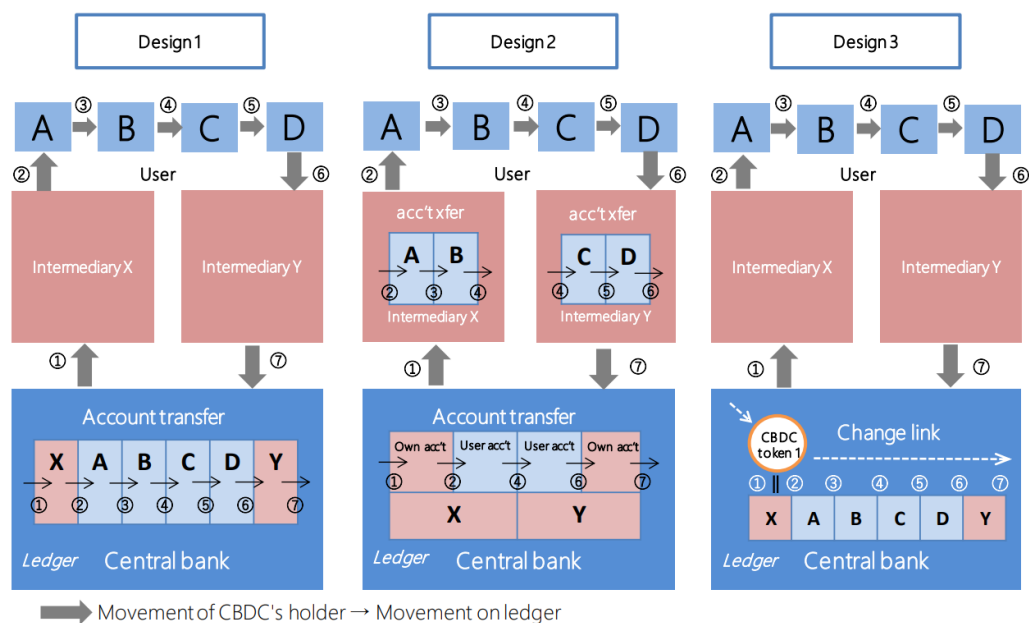 Design 1
A ③ B ④ C ⑤ D
② User ⑥
Intermediary X
Intermediary Y
① ⑦
Account transfer
X A B C D Y
① ② ③ ④ ⑤ ⑥ ⑦
Ledger Central bank
Design 2
A ③ B ④ C ⑤ D
② User ⑥
acc't xfer
A B
② ③ ④
Intermediary X
acc't xfer
C D
④ ⑤ ⑥
Intermediary Y
① ⑦
Account transfer
Own acc't User acc't User acc't Own acc't
① ② ④ ⑥ ⑦
X Y
Ledger Central bank
Design 3
A ③ B ④ C ⑤ D
② User ⑥
Intermediary X
Intermediary Y
① ⑦
CBDC
token 1
Change link
① ② ③ ④ ⑤ ⑥ ⑦
X A B C D Y
Ledger Central bank
Movement of CBDC's holder → Movement on ledger